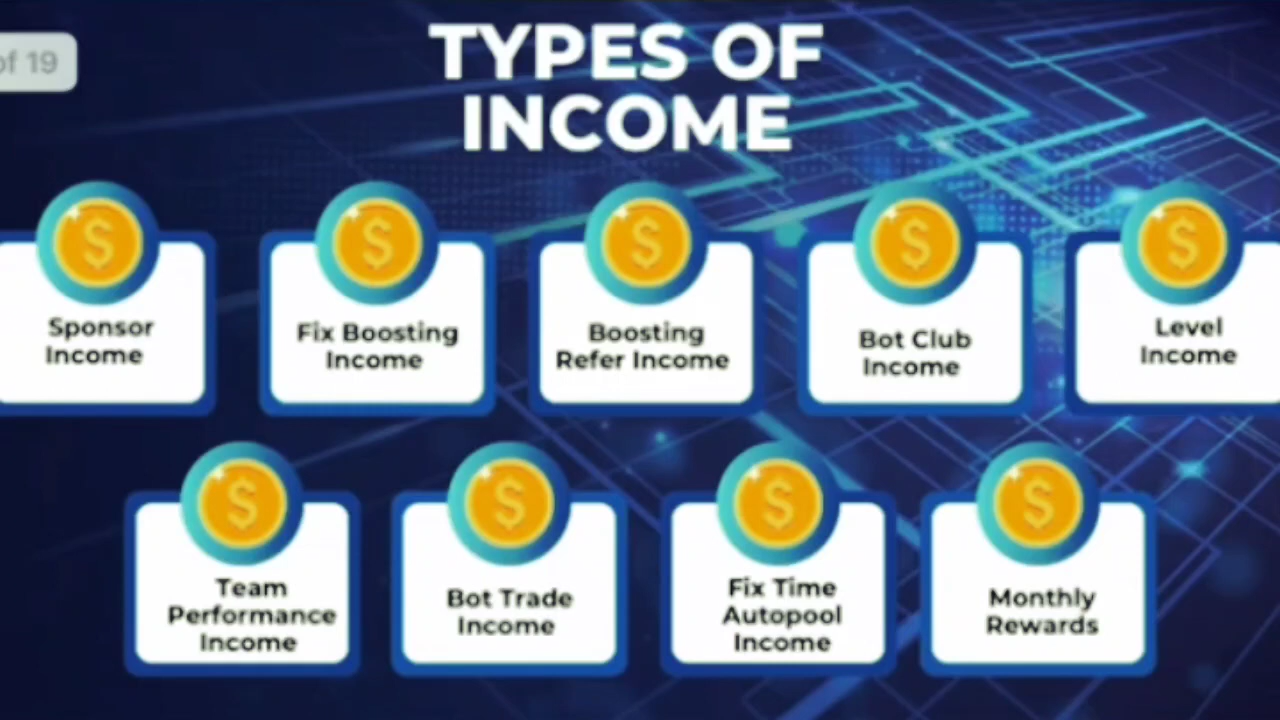 of 19
TYPES OF
INCOME
Sponsor
Income
Fix Boosting
Income
Boosting
Refer Income
Bot Club
Income
Level
Income
Team
Performance
Income
Bot Trade
Income
Fix Time
Autopool
Income
Monthly
Rewards